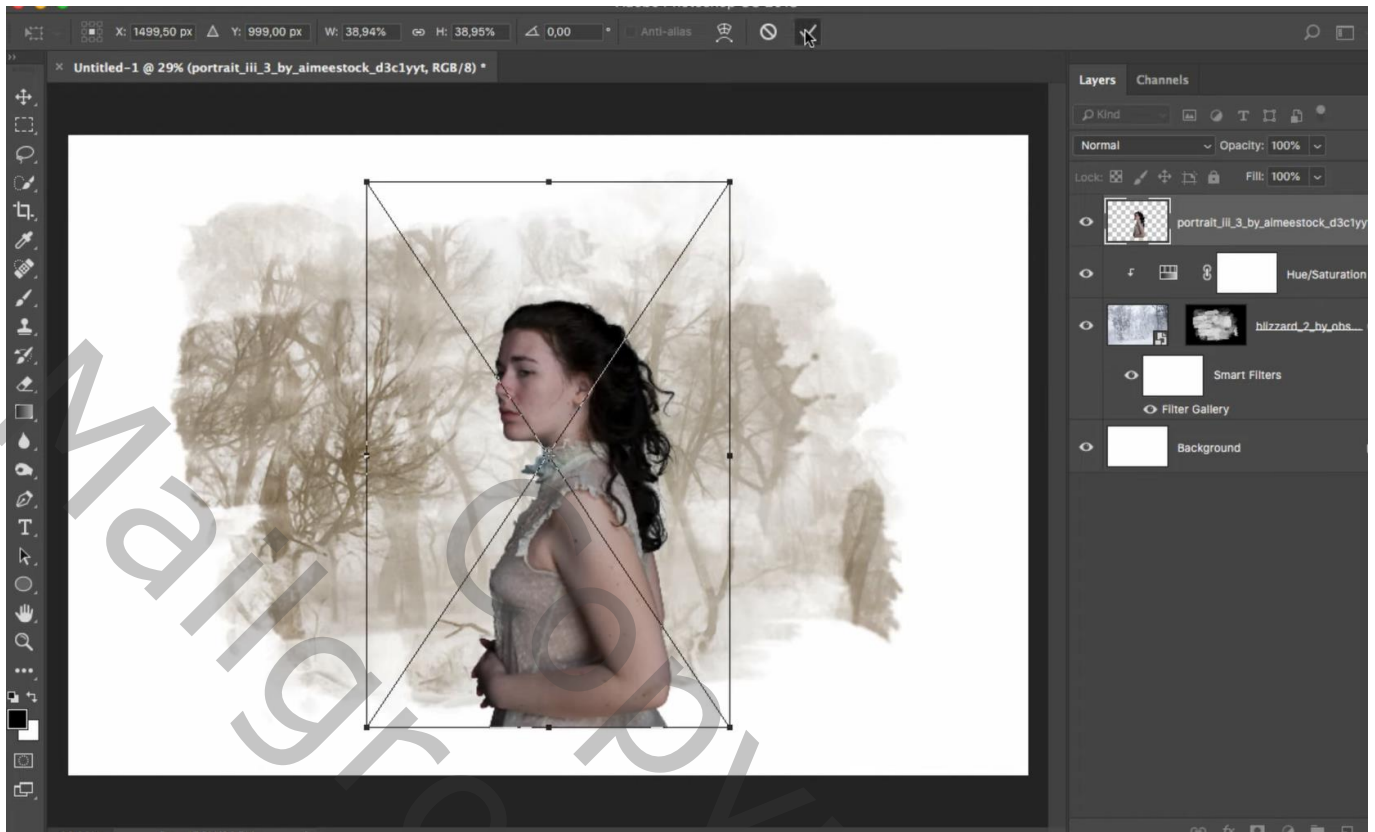 X: 1499,50 px Y: 999,00 px W: 38,94% H: 38,95% 0,00 ° Anti-alias
Untitled-1 @ 29% (portrait_iii_3_by_aimeestock_d3c1yyt, RGB/8) *
Layers Channels
Kind
Normal Opacity: 100%
Lock: Fill: 100%
portrait_iii_3_by_aimeestock_d3c1yy
Hue/Saturation
blizzard_2_by_obs...
Smart Filters
Filter Gallery
Background